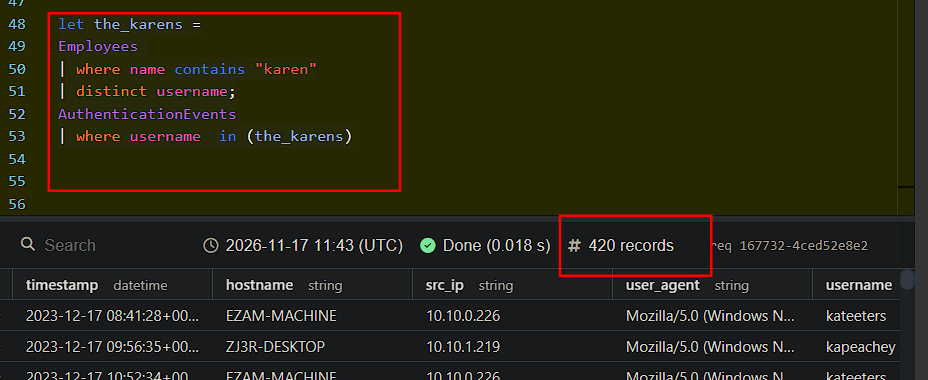 47
48 let the_karens =
49 Employees
50 | where name contains "karen"
51 | distinct username;
52 AuthenticationEvents
53 | where username  in (the_karens)
54
55
56
Search 2026-11-17 11:43 (UTC) Done (0.018 s) # 420 records req 167732-4ced52e8e2
timestamp datetime hostname string src_ip string user_agent string username
2023-12-17 08:41:28+00... EZAM-MACHINE 10.10.0.226 Mozilla/5.0 (Windows N... kateeters
2023-12-17 09:56:35+00... ZJ3R-DESKTOP 10.10.1.219 Mozilla/5.0 (Windows N... kapeachey
2023-12-17 10:52:34+00... EZAM-MACHINE 10.10.0.226 Mozilla/5.0 (Windows N... kateeters